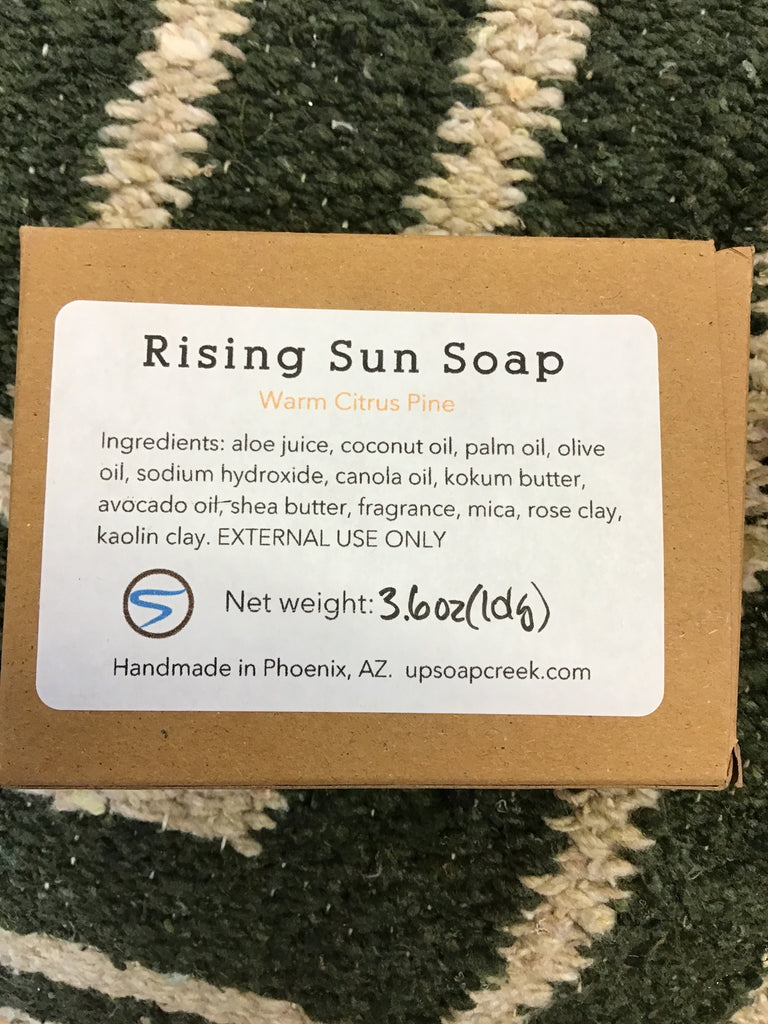 Rising Sun Soap
Warm Citrus Pine
Ingredients: aloe juice, coconut oil, palm oil, olive
oil, sodium hydroxide, canola oil, kokum butter,
avocado oil, shea butter, fragrance, mica, rose clay,
kaolin clay. EXTERNAL USE ONLY
Net weight: 3.6oz
Handmade in Phoenix, AZ. upsoapcreek.com